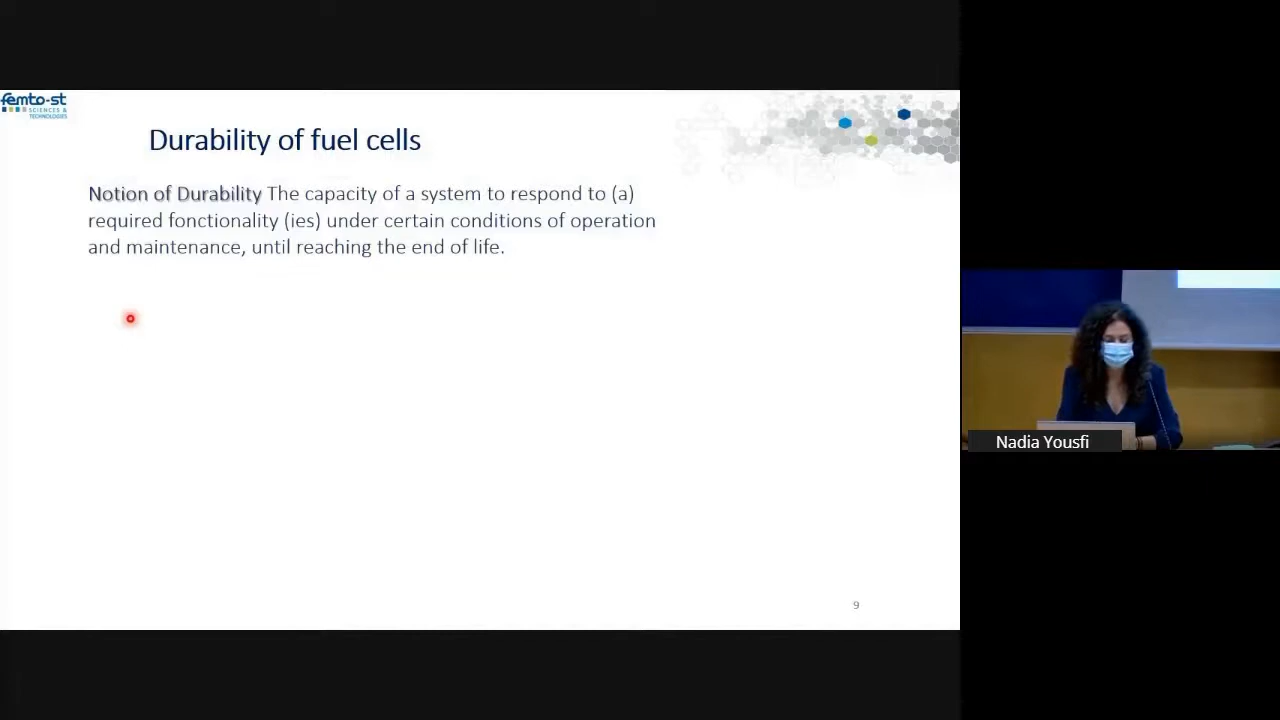 femto-st
SCIENCES &
TECHNOLOGIES
Durability of fuel cells
Notion of Durability The capacity of a system to respond to (a)
required fonctionality (ies) under certain conditions of operation
and maintenance, until reaching the end of life.
9
Nadia Yousfi